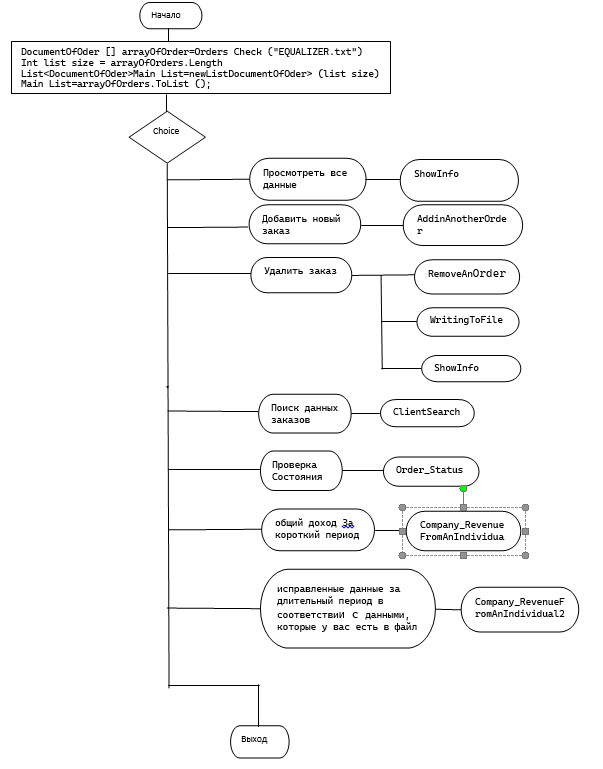 Начало
DocumentOfOder [] arrayOfOrder=Orders Check ("EQUALIZER.txt")
Int list size = arrayOfOrders.Length
List<DocumentOfOder>Main List=newListDocumentOfOder> (list size)
Main List=arrayOfOrders.ToList ();
Choice
Просмотреть все
данные
ShowInfo
Добавить новый
заказ
AddinAnotherOrde
r
Удалить заказ
RemoveAnOrder
WritingToFile
ShowInfo
Поиск данных
заказов
ClientSearch
Проверка
Состояния
Order_Status
общий доход За
короткий период
Company_Revenue
FromAnIndividua
исправленные данные за
длительный период в
соответствий с данными,
которые у вас есть в файл
Company_RevenueF
romAnIndividual2
Выход